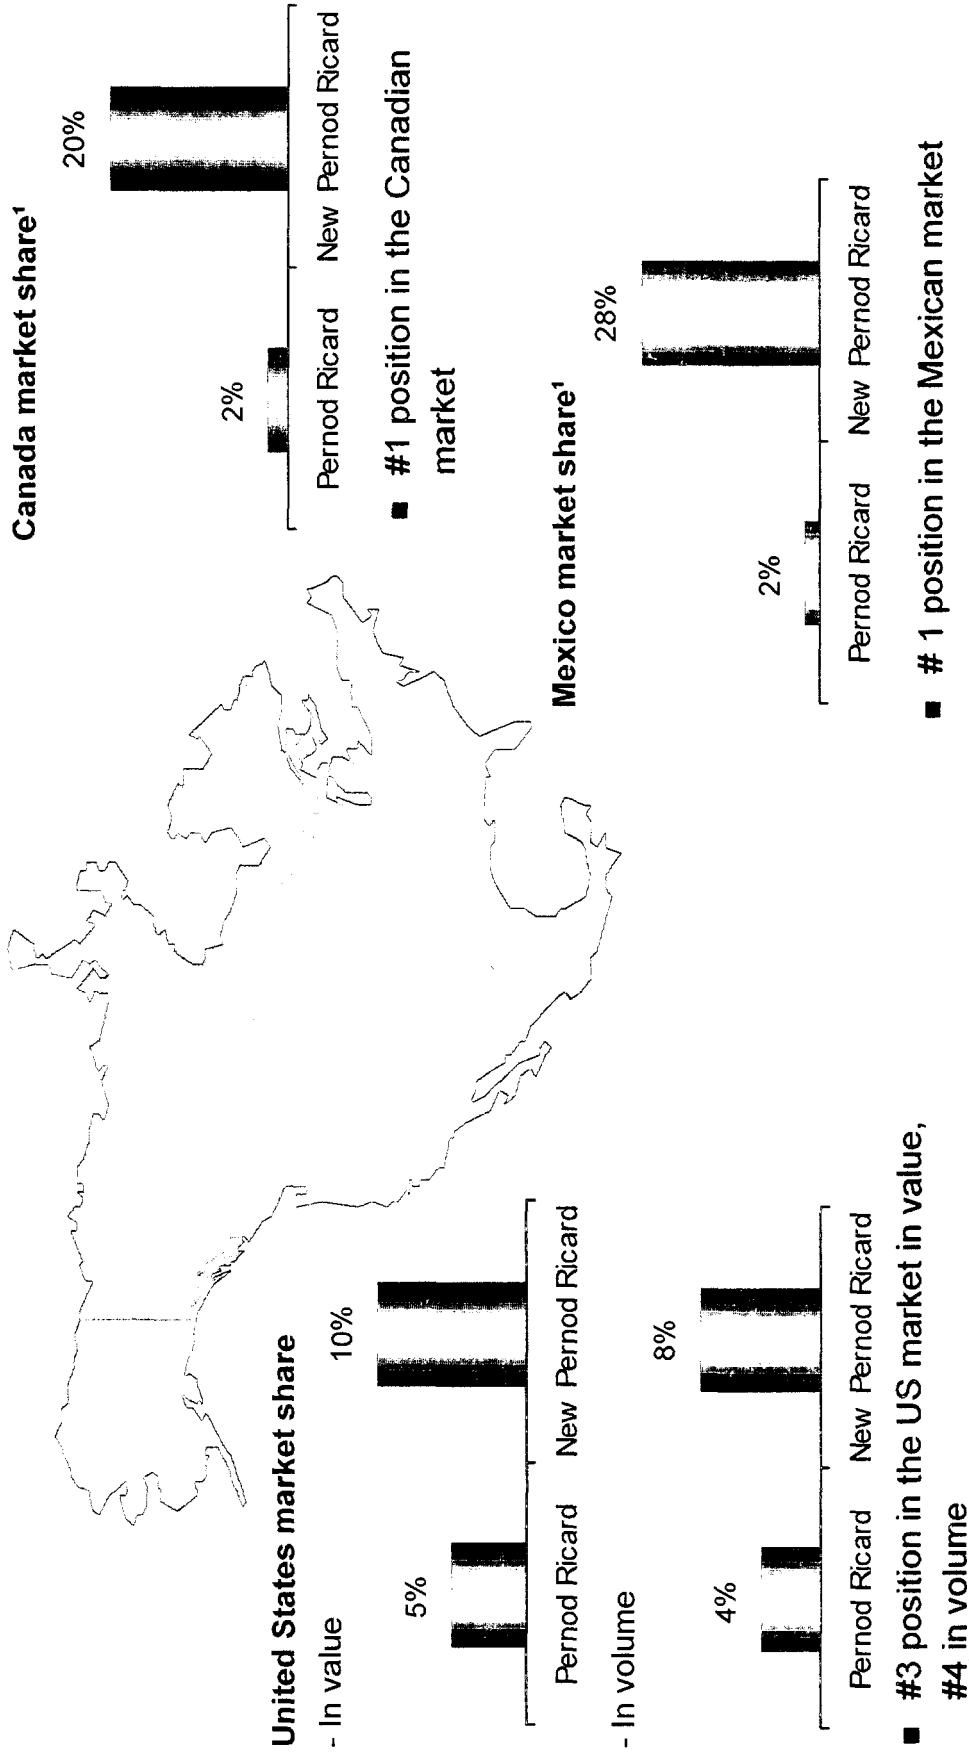 Canada market share¹
20%
2%
Pernod Ricard New Pernod Ricard
■ #1 position in the Canadian
market
United States market share
- In value
10%
5%
Pernod Ricard New Pernod Ricard
- In volume
8%
4%
Pernod Ricard New Pernod Ricard
■ #3 position in the US market in value,
#4 in volume
Mexico market share¹
28%
2%
Pernod Ricard New Pernod Ricard
■ # 1 position in the Mexican market